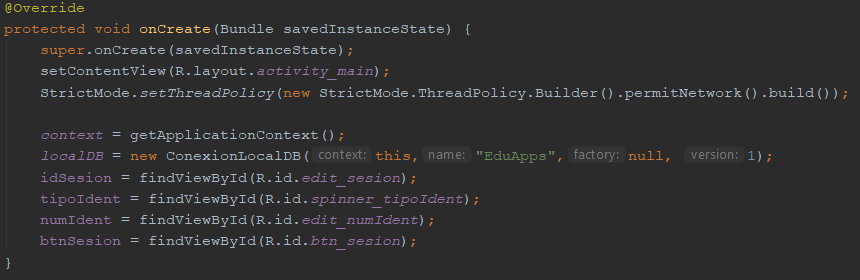 @Override
protected void onCreate(Bundle savedInstanceState) {
super.onCreate(savedInstanceState);
setContentView(R.layout.activity_main);
StrictMode.setThreadPolicy(new StrictMode.ThreadPolicy.Builder().permitNetwork().build());
context = getApplicationContext();
localDB = new ConexionLocalDB( context: this, name: "EduApps", factory: null, version: 1);
idSesion = findViewById(R.id.edit_sesion);
tipoIdent = findViewById(R.id.spinner_tipoIdent);
numIdent = findViewById(R.id.edit_numIdent);
btnSesion = findViewById(R.id.btn_sesion);
}